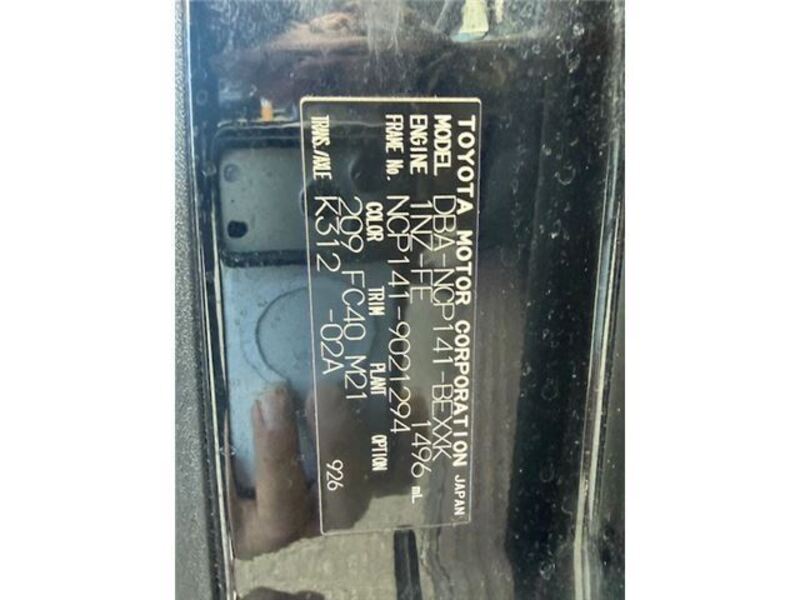 TOYOTA MOTOR CORPORATION JAPAN
MODEL DBA-NCP141-BEXXK
ENGINE 1NZ-FE 1496 mL
FRAME No. NCP141-9021294
COLOR TRIM PLANT OPTION
209 FC40 M21
TRANS./AXLE K312 -02A 926